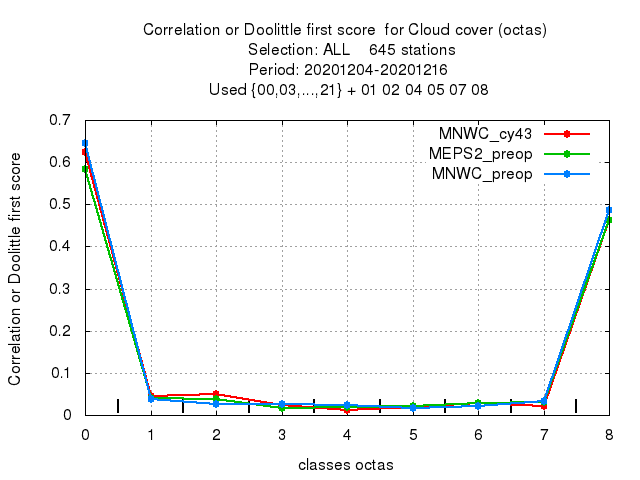 Correlation or Doolittle first score  for Cloud cover (octas)
Selection: ALL    645 stations
Period: 20201204-20201216
Used {00,03,...,21} + 01 02 04 05 07 08
MNWC_cy43
MEPS2_preop
MNWC_preop
Correlation or Doolittle first score
0.7
0.6
0.5
0.4
0.3
0.2
0.1
0
0 1 2 3 4 5 6 7 8
classes octas